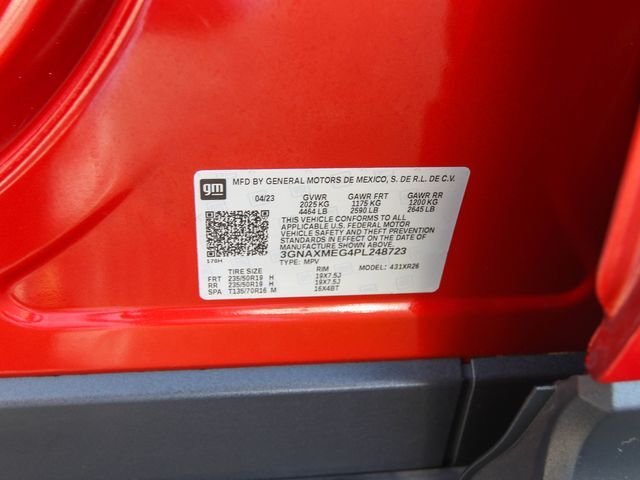 gm MFD BY GENERAL MOTORS DE MEXICO, S. DE R.L. DE C.V.
04/23 GVWR GAWR FRT GAWR RR
2025 KG 1175 KG 1200 KG
4464 LB 2590 LB 2645 LB
THIS VEHICLE CONFORMS TO ALL
APPLICABLE U.S. FEDERAL MOTOR
VEHICLE SAFETY AND THEFT PREVENTION
STANDARDS IN EFFECT ON THE DATE OF
MANUFACTURE SHOWN ABOVE.
3GNAXMEG4PL248723
178H TYPE: MPV
TIRE SIZE RIM MODEL: 431XR26
FRT 235/50R19 H 19X7.5J
RR 235/50R19 H 19X7.5J
SPA T135/70R16 M 16X4BT